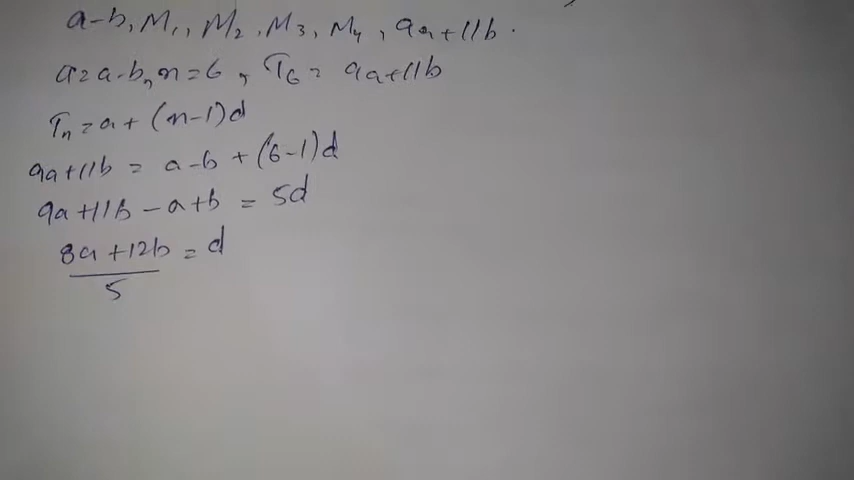 a-b, M₁, M₂, M₃, M₄, 9a+11b.
a=a-b, n=6, T₆= 9a+11b
Tₙ = a + (n-1)d
9a+11b = a-b + (6-1)d
9a+11b -a+b = 5d
8a+12b/5 = d